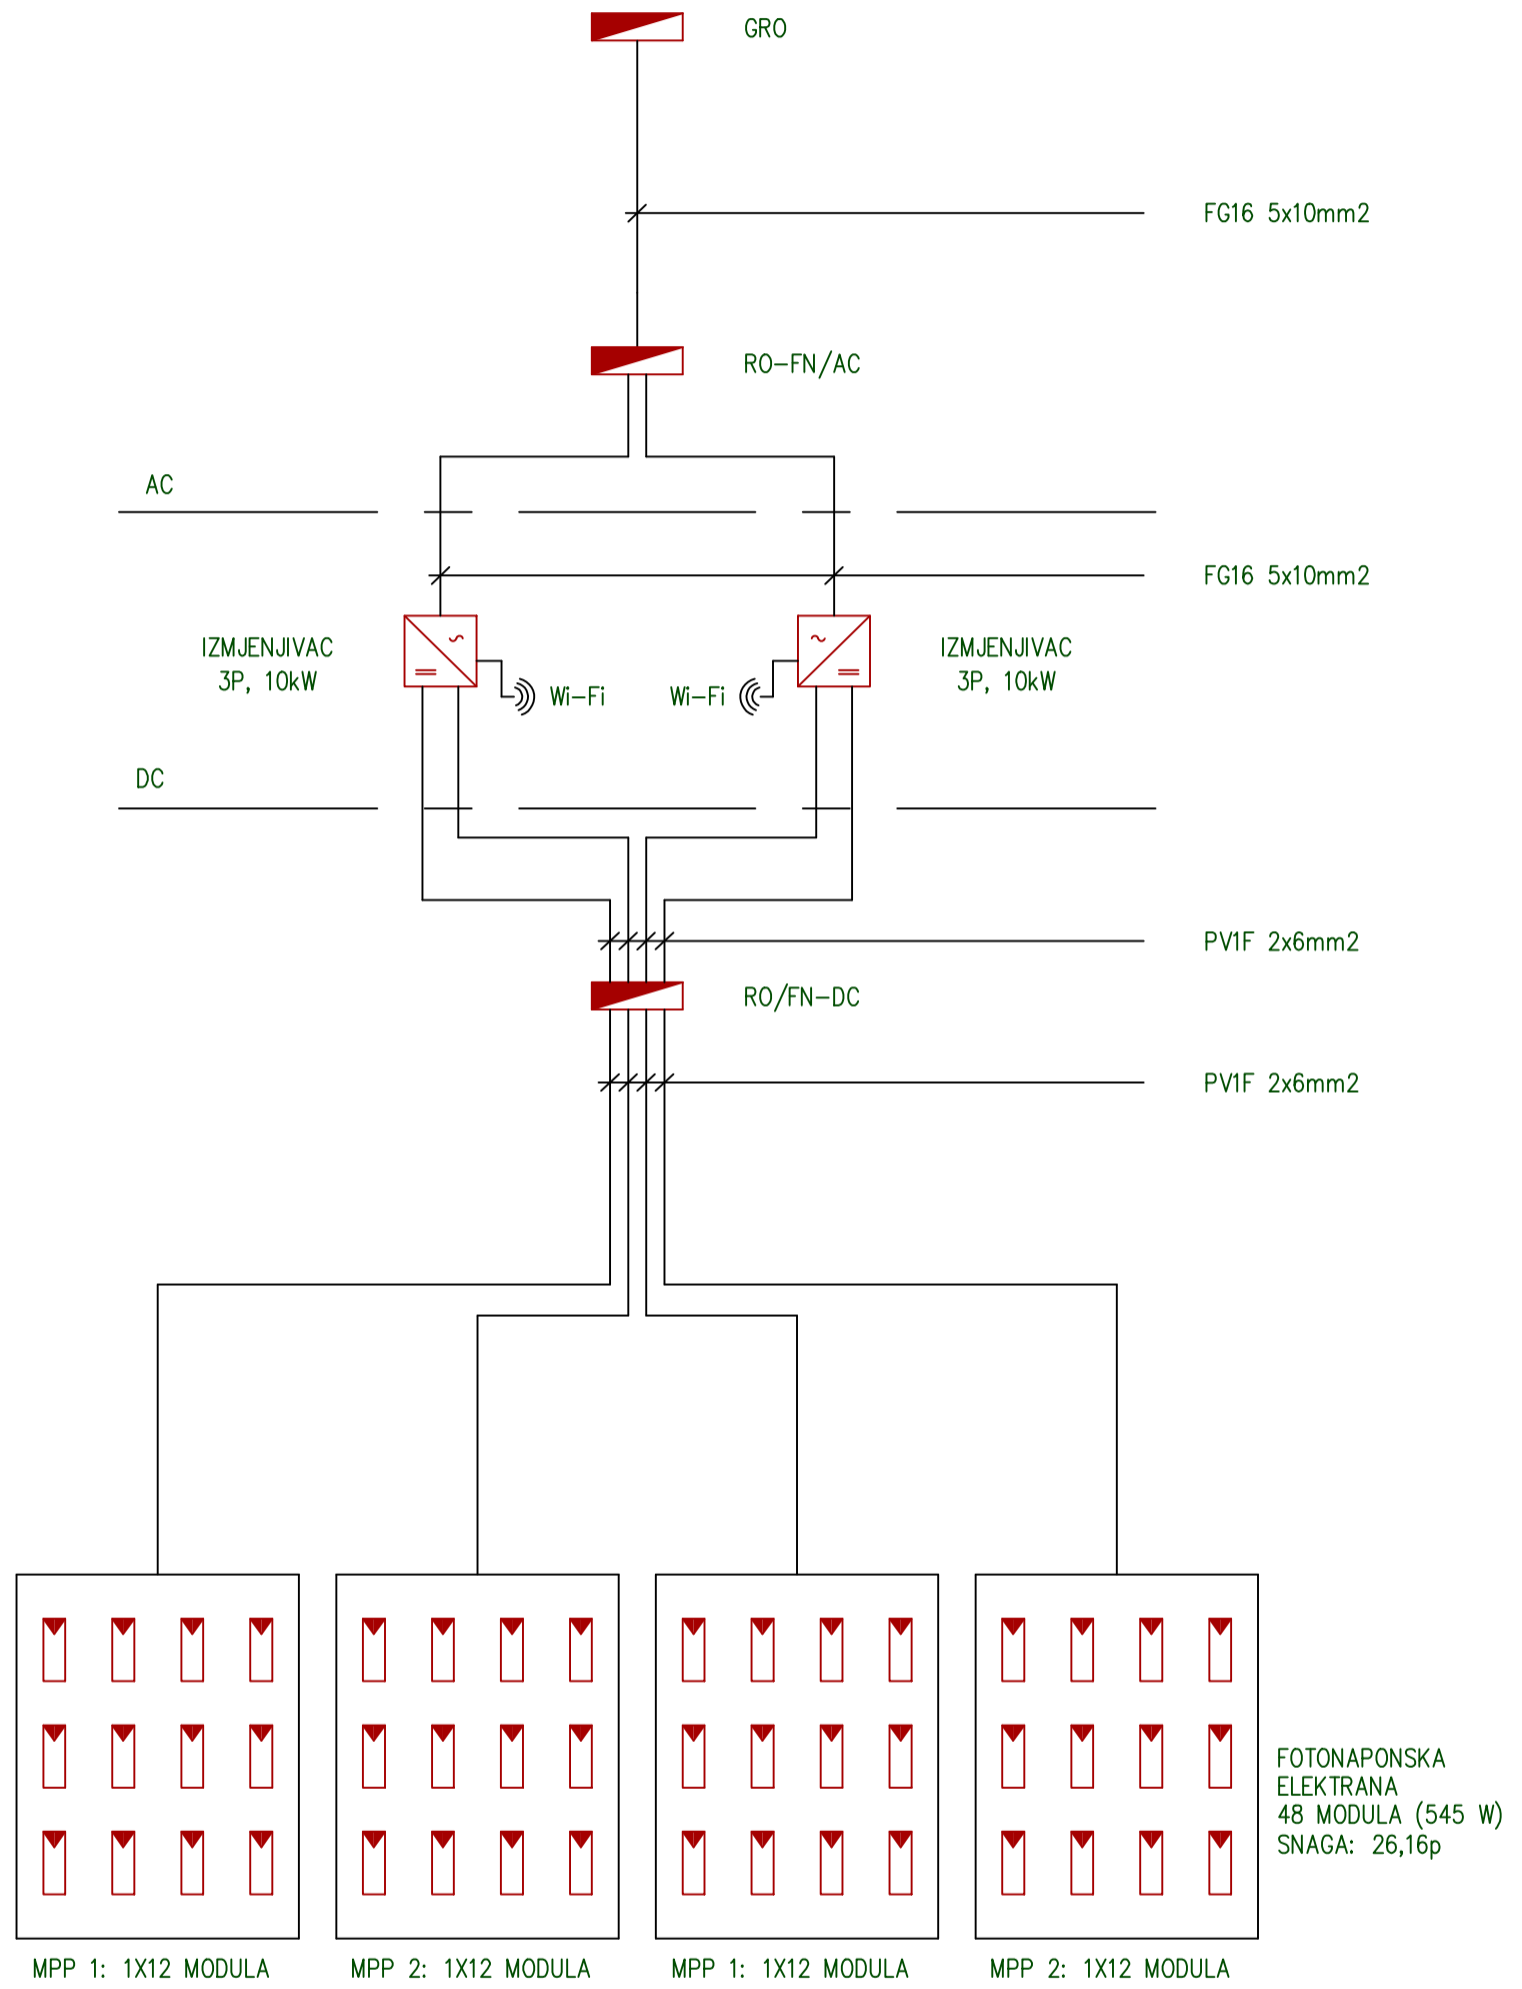 GRO
FG16 5x10mm2
RO-FN/AC
AC
FG16 5x10mm2
IZMJENJIVAC
3P, 10kW
Wi-Fi
Wi-Fi
IZMJENJIVAC
3P, 10kW
DC
PV1F 2x6mm2
RO/FN-DC
PV1F 2x6mm2
FOTONAPONSKA
ELEKTRANA
48 MODULA (545 W)
SNAGA: 26,16p
MPP 1: 1X12 MODULA
MPP 2: 1X12 MODULA
MPP 1: 1X12 MODULA
MPP 2: 1X12 MODULA